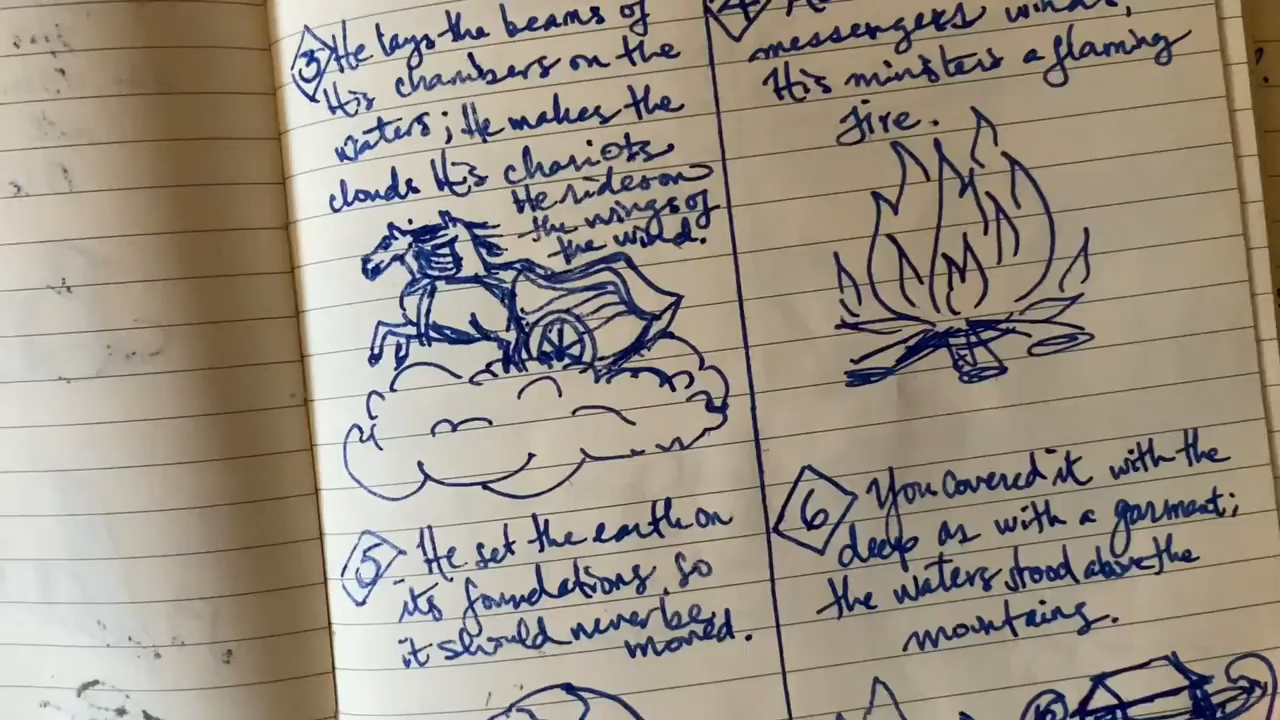 3 He lays the beams of
His chambers on the
waters; He makes the
clouds His chariots
He rides on
the wings of
the wind.
4
messengers winds,
His ministers a flaming
fire.
5 He set the earth on
its foundations, so
it should never be
moved.
6 You covered it with the
deep as with a garment;
the waters stood above the
mountains.